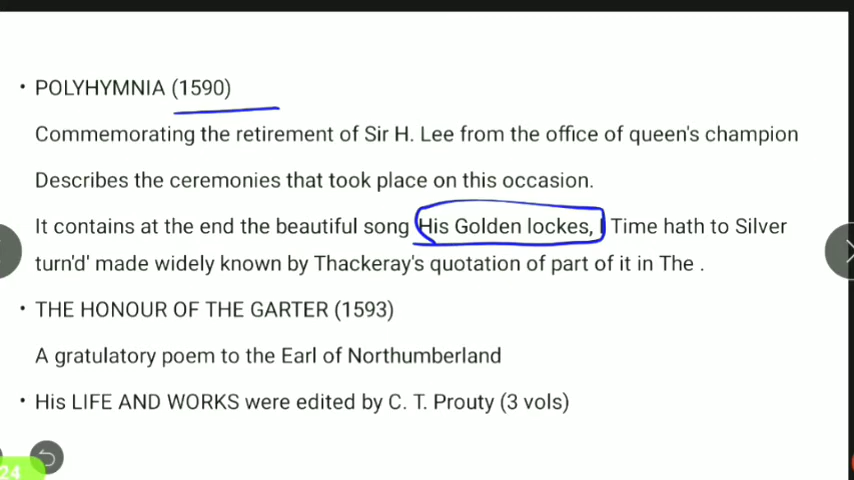 • POLYHYMNIA (1590)
Commemorating the retirement of Sir H. Lee from the office of queen's champion
Describes the ceremonies that took place on this occasion.
It contains at the end the beautiful song His Golden lockes, Time hath to Silver
turn'd' made widely known by Thackeray's quotation of part of it in The .
• THE HONOUR OF THE GARTER (1593)
A gratulatory poem to the Earl of Northumberland
• His LIFE AND WORKS were edited by C. T. Prouty (3 vols)
24